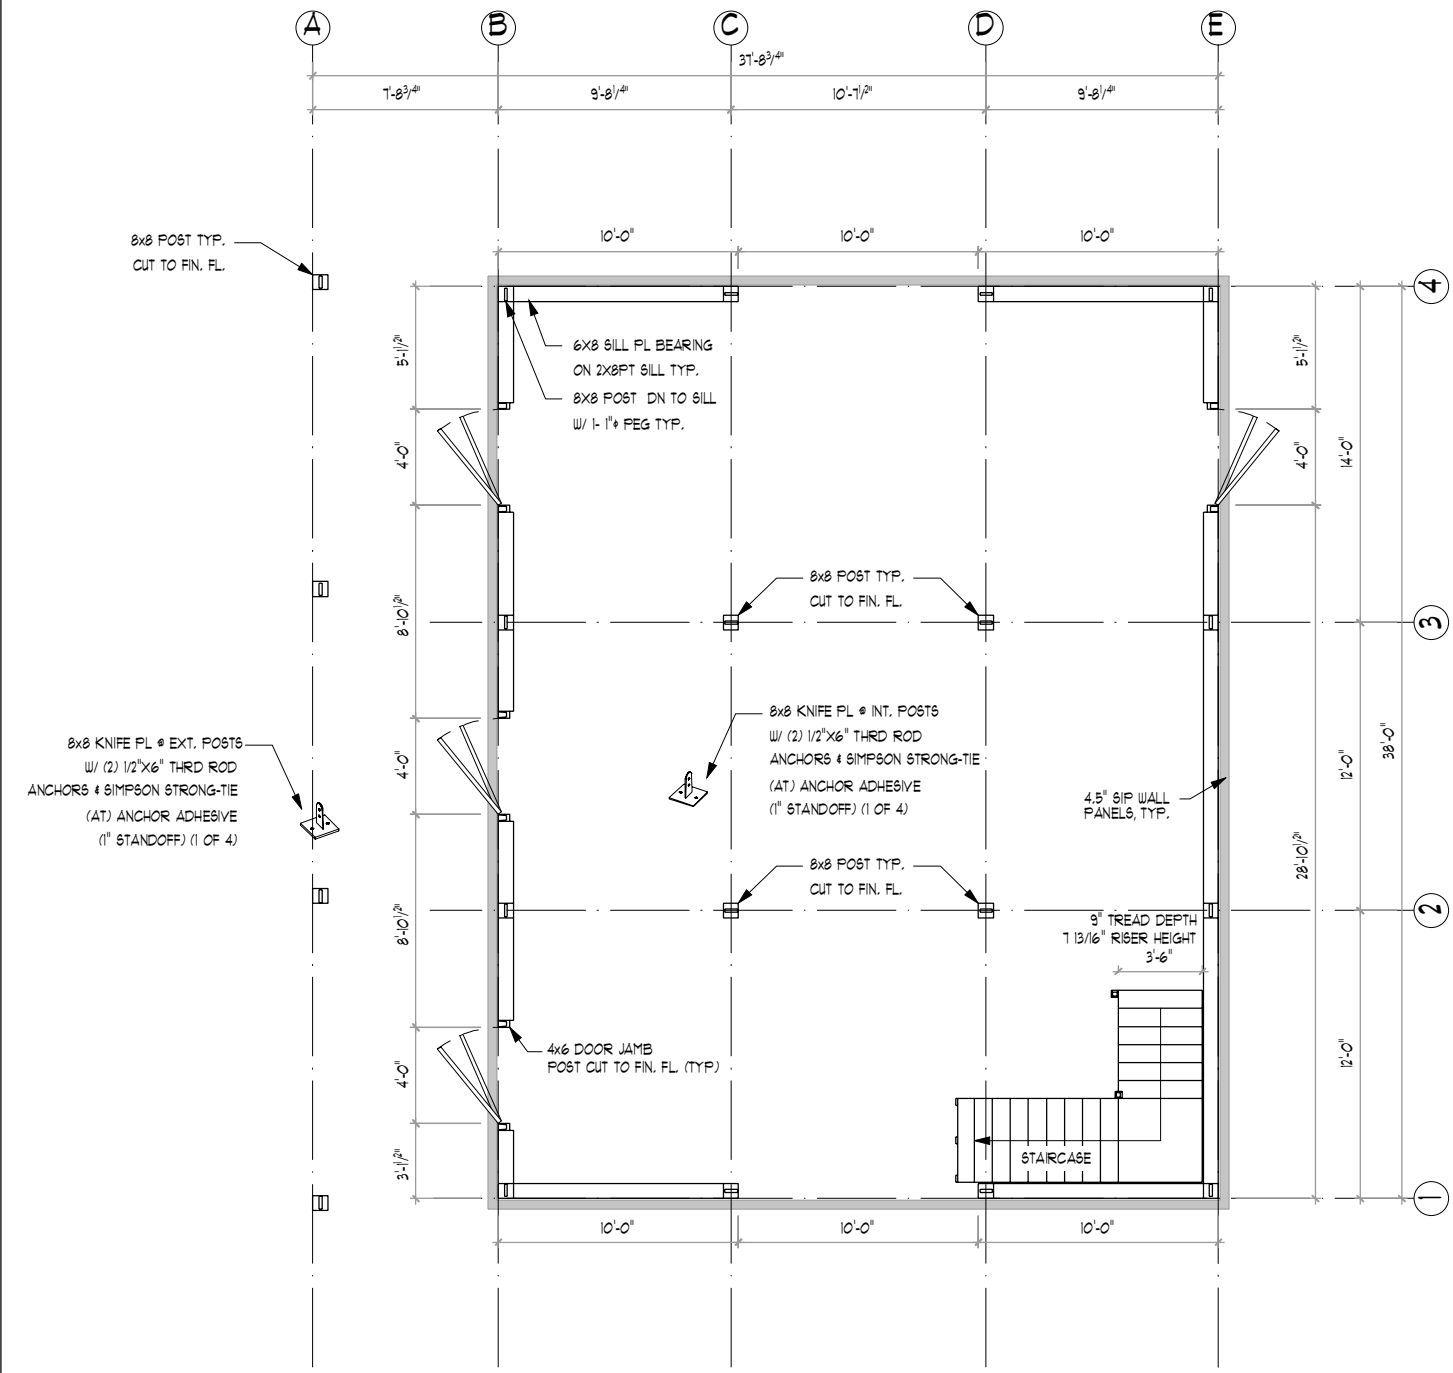 A B C D E
37'-8 3/4"
7'-8 3/4" 9'-8 1/4" 10'-7 1/2" 9'-8 1/4"
10'-0" 10'-0" 10'-0"
8x8 POST TYP.
CUT TO FIN. FL.
4
6X8 SILL PL BEARING
ON 2X8PT SILL TYP.
8X8 POST DN TO SILL
W/ 1- 1"ϕ PEG TYP.
5'-1 1/2"
5'-1 1/2"
4'-0"
4'-0"
14'-0"
8x8 POST TYP.
CUT TO FIN. FL.
8'-10 1/2"
3
8x8 KNIFE PL @ EXT. POSTS
W/ (2) 1/2"X6" THRD ROD
ANCHORS & SIMPSON STRONG-TIE
(AT) ANCHOR ADHESIVE
(1" STANDOFF) (1 OF 4)
4'-0"
8x8 KNIFE PL @ INT. POSTS
W/ (2) 1/2"X6" THRD ROD
ANCHORS & SIMPSON STRONG-TIE
(AT) ANCHOR ADHESIVE
(1" STANDOFF) (1 OF 4)
4.5" SIP WALL
PANELS, TYP.
12'-0"
38'-0"
28'-10 1/2"
8x8 POST TYP.
CUT TO FIN. FL.
8'-10 1/2"
2
9" TREAD DEPTH
7 13/16" RISER HEIGHT
3'-6"
4x6 DOOR JAMB
POST CUT TO FIN. FL. (TYP)
4'-0"
12'-0"
STAIRCASE
3'-1 1/2"
1
10'-0" 10'-0" 10'-0"